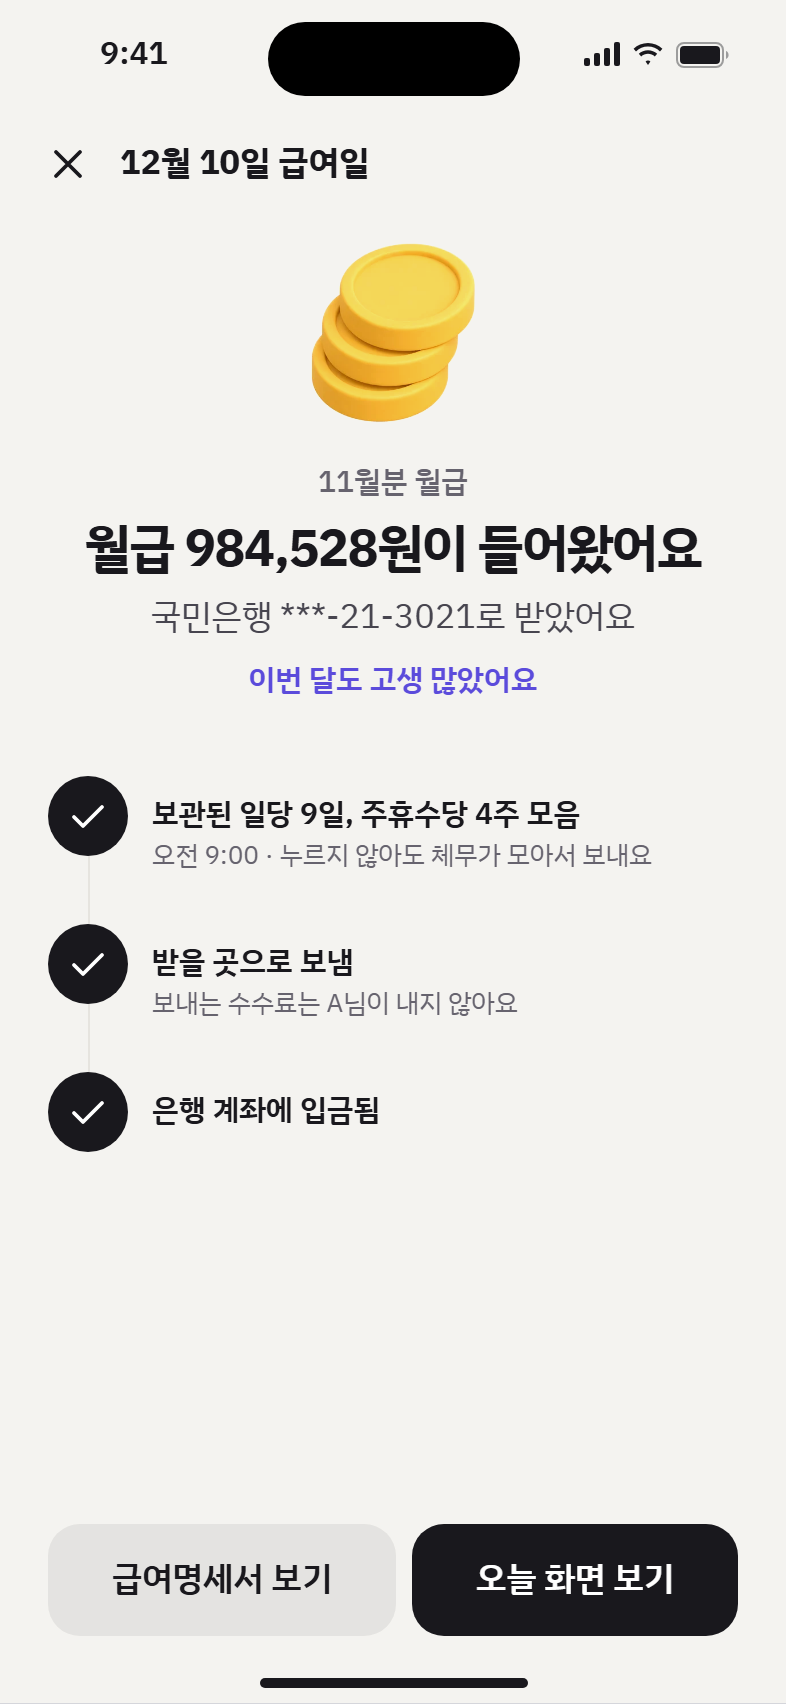 9:41
12월 10일 급여일
11월분 월급
월급 984,528원이 들어왔어요
국민은행 ***-21-3021로 받았어요
이번 달도 고생 많았어요
보관된 일당 9일, 주휴수당 4주 모음
오전 9:00 · 누르지 않아도 체무가 모아서 보내요
받을 곳으로 보냄
보내는 수수료는 A님이 내지 않아요
은행 계좌에 입금됨
급여명세서 보기
오늘 화면 보기